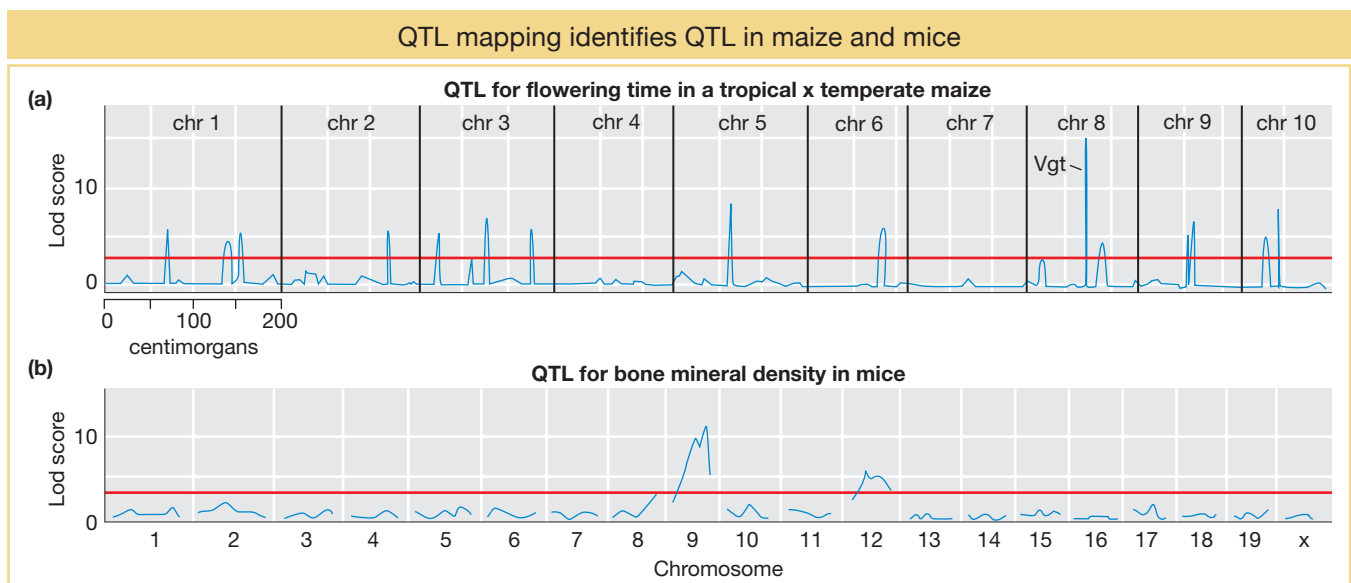 QTL mapping identifies QTL in maize and mice
(a)
QTL for flowering time in a tropical x temperate maize
chr 1 chr 2 chr 3 chr 4 chr 5 chr 6 chr 7 chr 8 chr 9 chr 10
Vgt
Lod score
10
0
0 100 200
centimorgans
(b)
QTL for bone mineral density in mice
Lod score
10
0
1 2 3 4 5 6 7 8 9 10 11 12 13 14 15 16 17 18 19 x
Chromosome